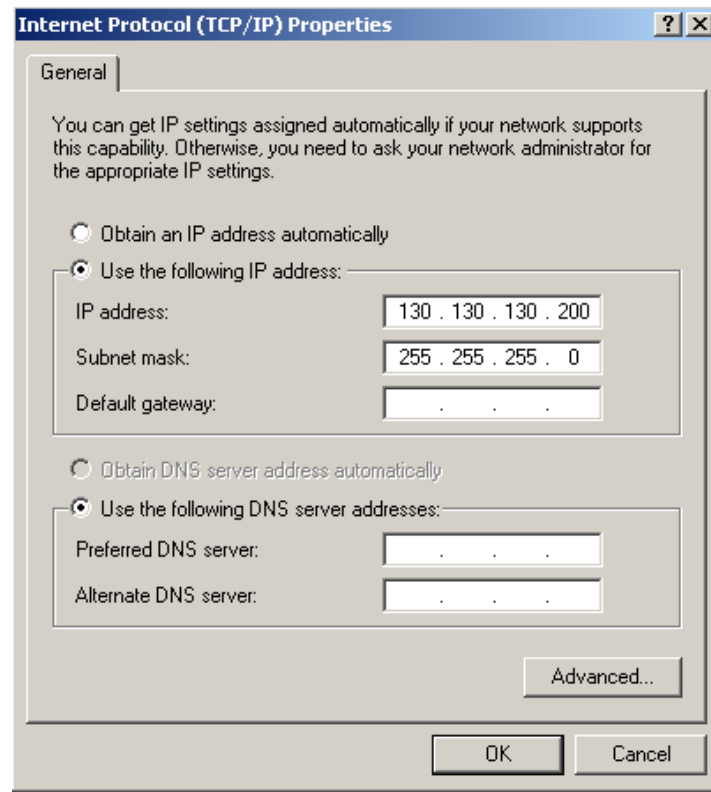 Internet Protocol (TCP/IP) Properties
General
You can get IP settings assigned automatically if your network supports
this capability. Otherwise, you need to ask your network administrator for
the appropriate IP settings.
Obtain an IP address automatically
Use the following IP address:
IP address: 130 . 130 . 130 . 200
Subnet mask: 255 . 255 . 255 . 0
Default gateway: . . .
Obtain DNS server address automatically
Use the following DNS server addresses:
Preferred DNS server: . . .
Alternate DNS server: . . .
Advanced...
OK Cancel